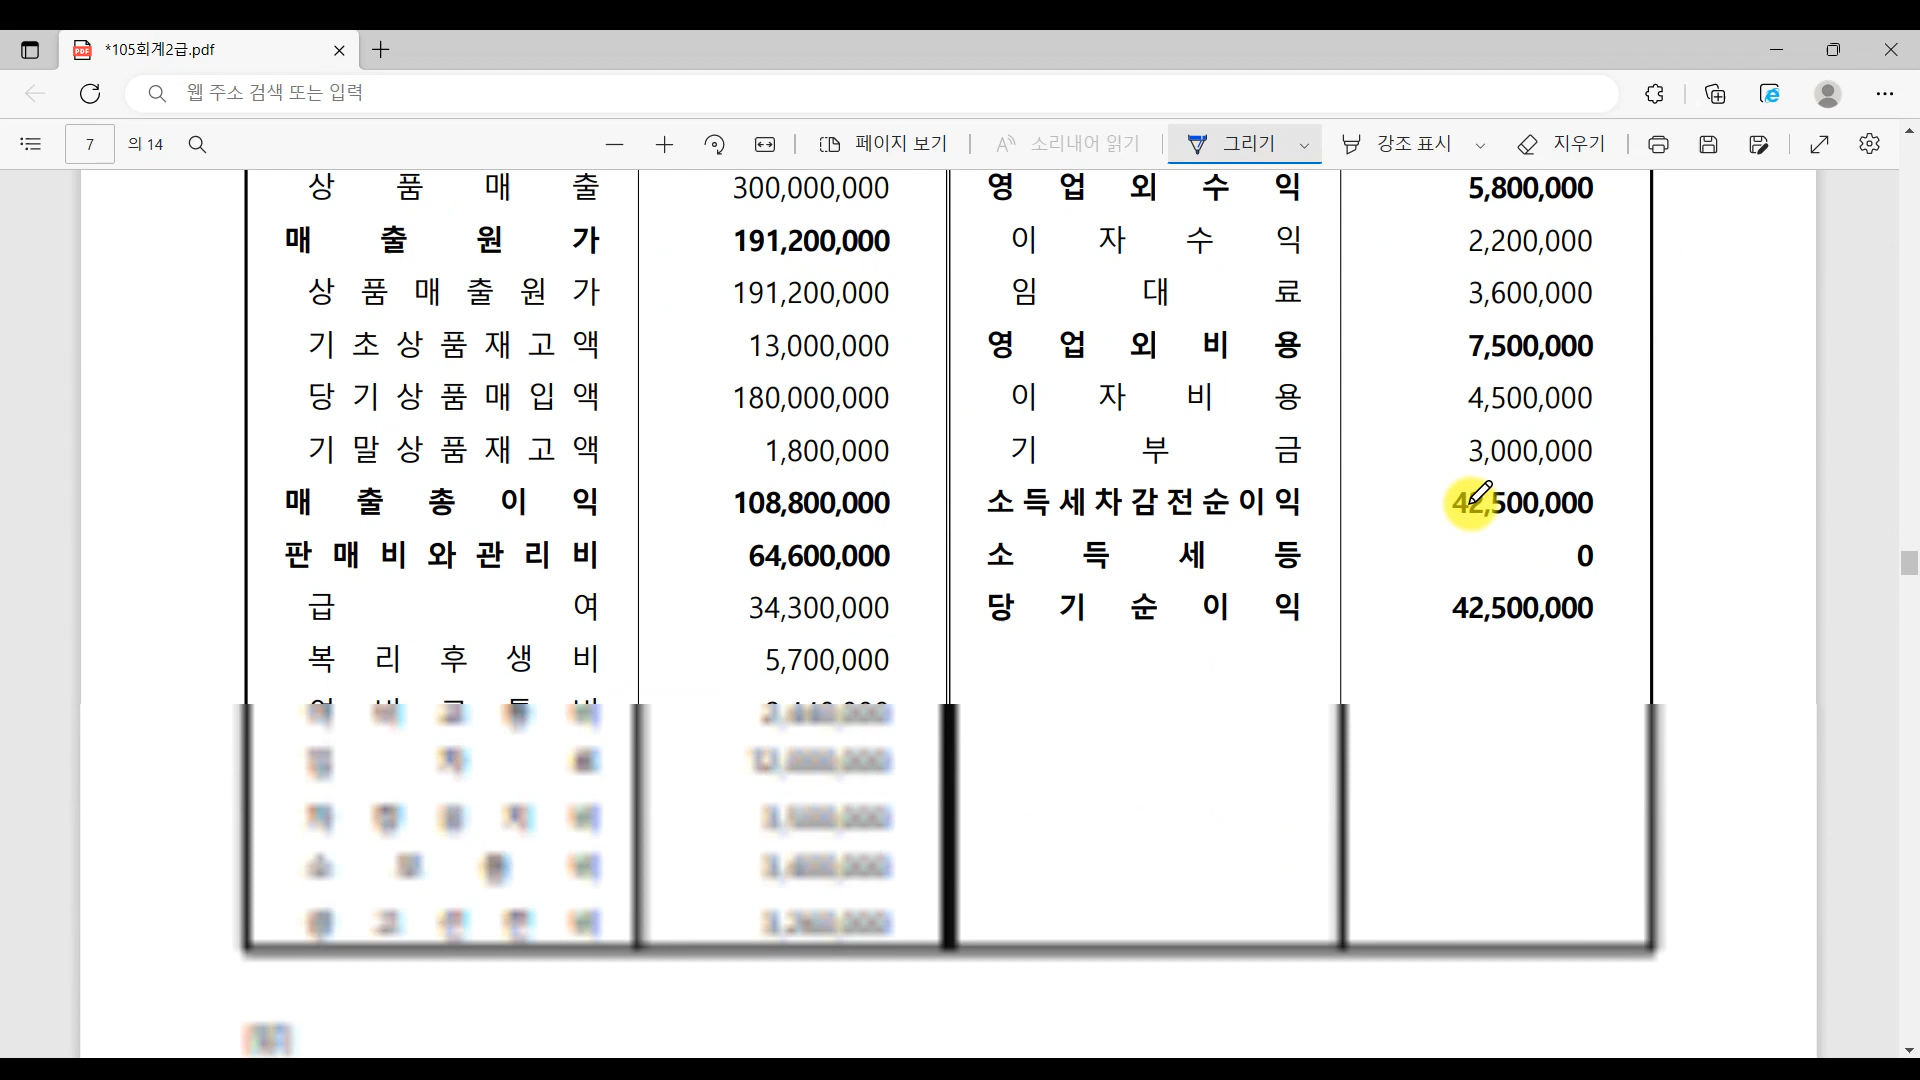 *105회계2급.pdf
웹 주소 검색 또는 입력
7 의 14 페이지 보기 소리내어 읽기 그리기 강조 표시 지우기
상품매출 300,000,000 영업외수익 5,800,000
매출원가 191,200,000 이자수익 2,200,000
상품매출원가 191,200,000 임대료 3,600,000
기초상품재고액 13,000,000 영업외비용 7,500,000
당기상품매입액 180,000,000 이자비용 4,500,000
기말상품재고액 1,800,000 기부금 3,000,000
매출총이익 108,800,000 소득세차감전순이익 42,500,000
판매비와관리비 64,600,000 소득세등 0
급여 34,300,000 당기순이익 42,500,000
복리후생비 5,700,000